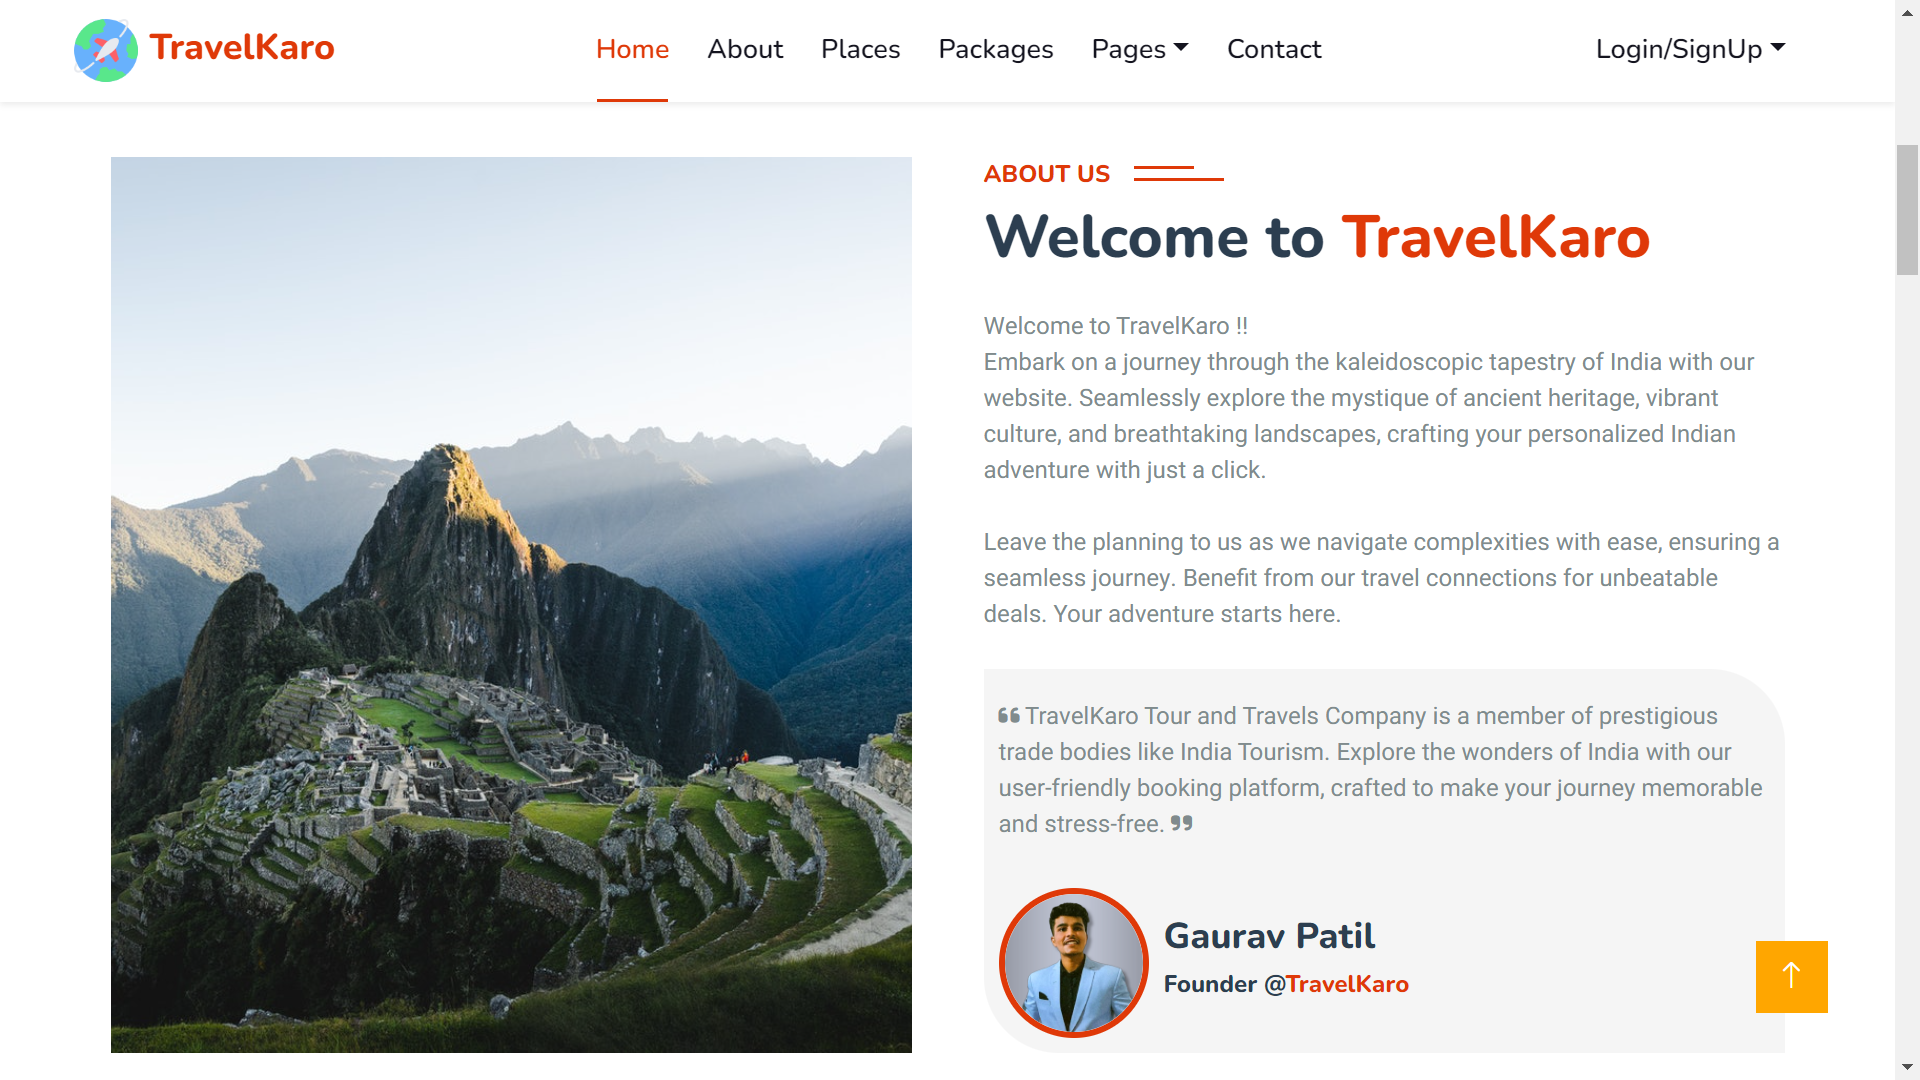 TravelKaro
Home About Places Packages Pages Contact Login/SignUp
ABOUT US
Welcome to TravelKaro
Welcome to TravelKaro !!
Embark on a journey through the kaleidoscopic tapestry of India with our
website. Seamlessly explore the mystique of ancient heritage, vibrant
culture, and breathtaking landscapes, crafting your personalized Indian
adventure with just a click.
Leave the planning to us as we navigate complexities with ease, ensuring a
seamless journey. Benefit from our travel connections for unbeatable
deals. Your adventure starts here.
❝ TravelKaro Tour and Travels Company is a member of prestigious
trade bodies like India Tourism. Explore the wonders of India with our
user-friendly booking platform, crafted to make your journey memorable
and stress-free. ❞
Gaurav Patil
Founder @TravelKaro